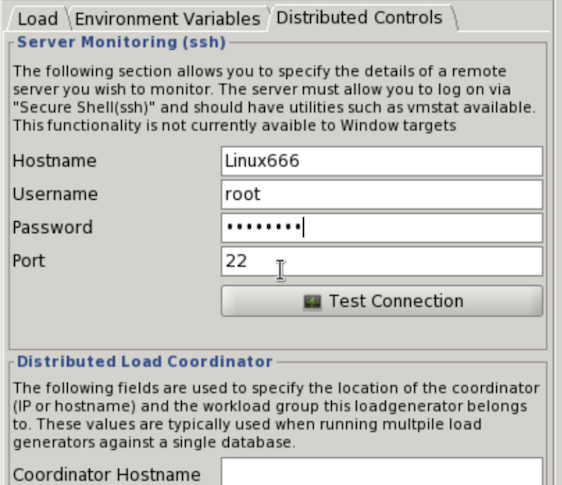 Load Environment Variables Distributed Controls
Server Monitoring (ssh)
The following section allows you to specify the details of a remote
server you wish to monitor. The server must allow you to log on via
"Secure Shell(ssh)" and should have utilities such as vmstat available.
This functionality is not currently avaible to Window targets
Hostname Linux666
Username root
Password ••••••••
Port 22
Test Connection
Distributed Load Coordinator
The following fields are used to specify the location of the coordinator
(IP or hostname) and the workload group this loadgenerator belongs
to. These values are typically used when running multpile load
generators against a single database.
Coordinator Hostname